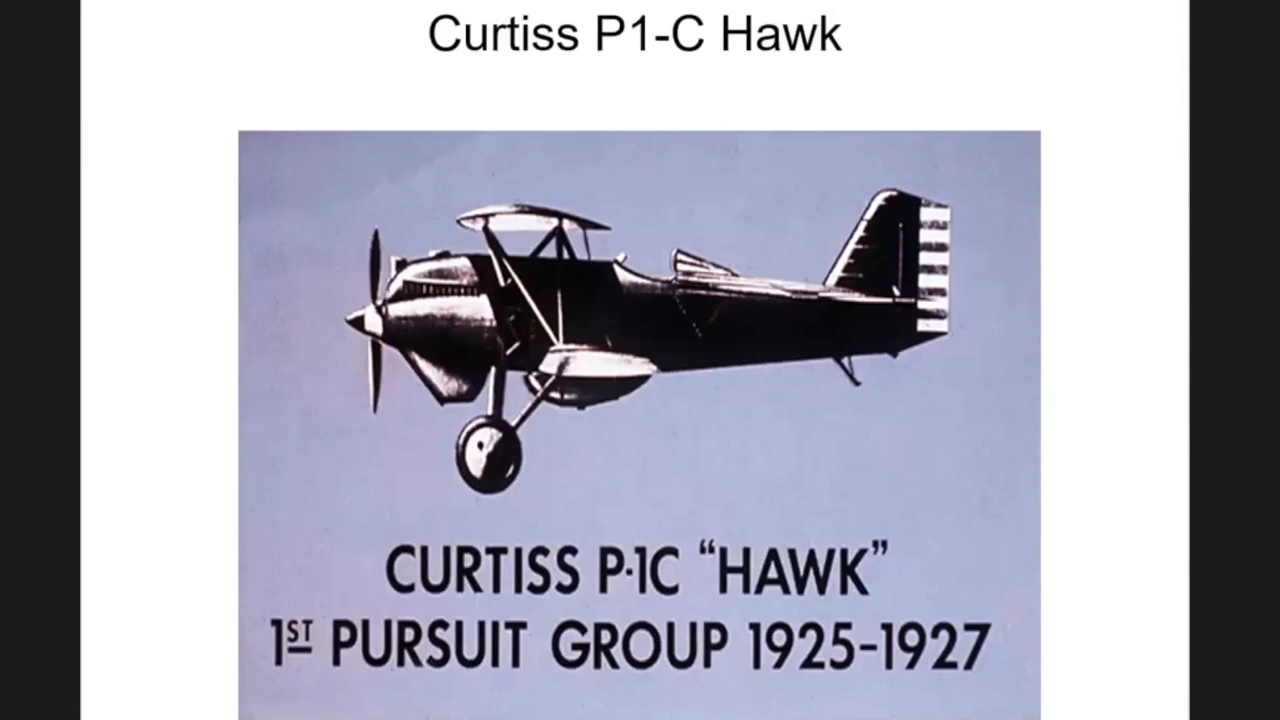 Curtiss P1-C Hawk
CURTISS P-1C “HAWK”
1ST PURSUIT GROUP 1925-1927